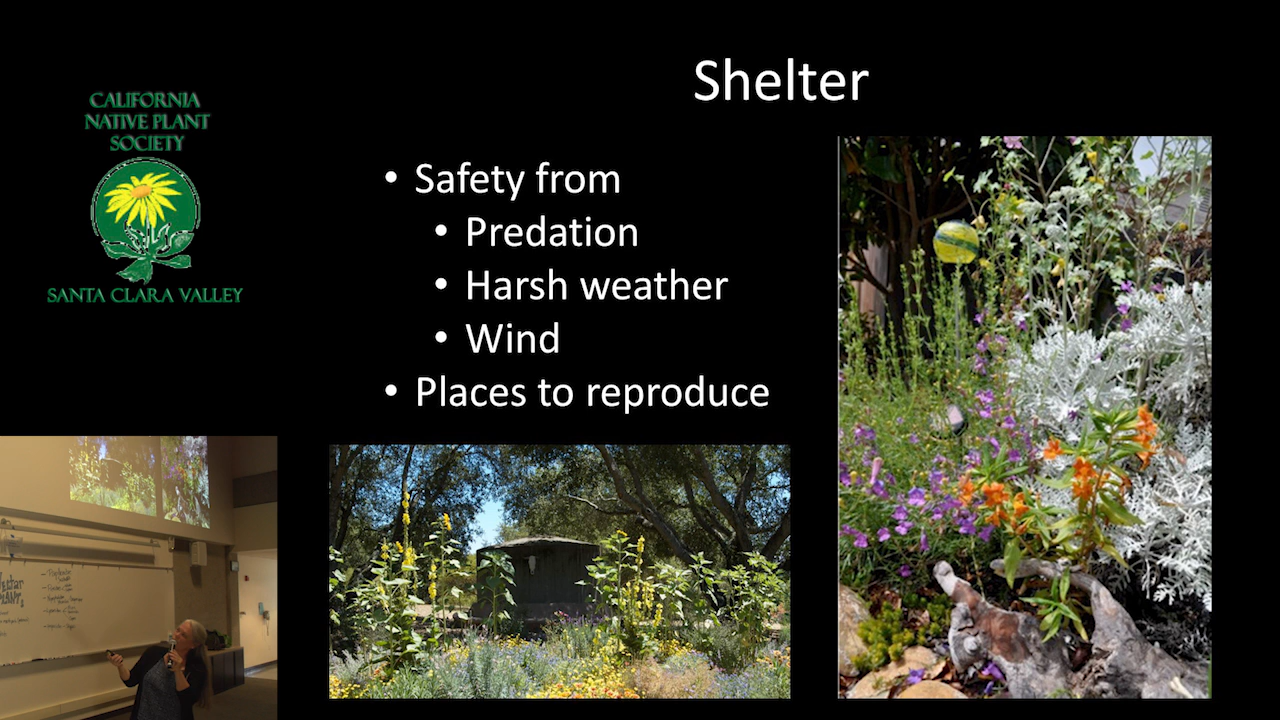 Shelter
CALIFORNIA
NATIVE PLANT
SOCIETY
SANTA CLARA VALLEY
• Safety from
• Predation
• Harsh weather
• Wind
• Places to reproduce